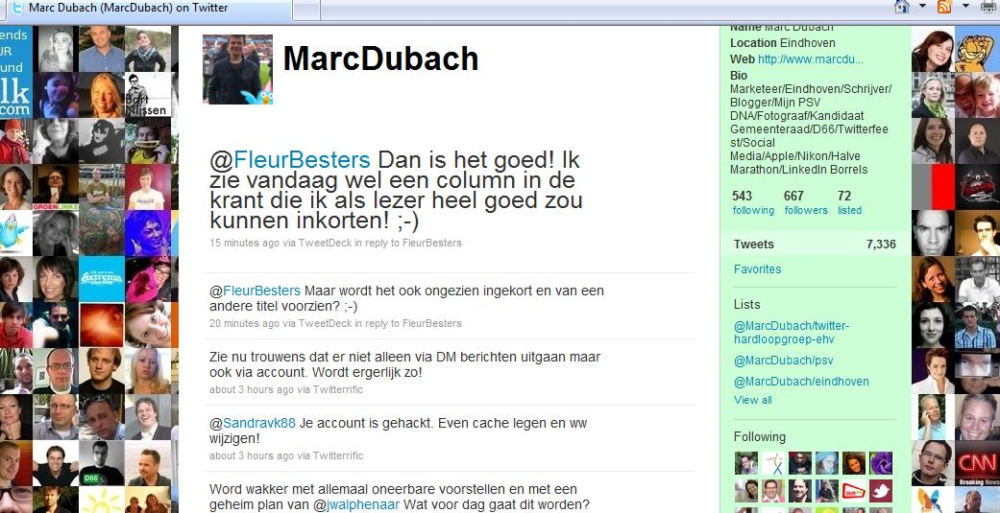 Marc Dubach (MarcDubach) on Twitter
ends
UR
und
lk
.com
Bart
Nijssen
GROENLINKS
extrema
D66
MarcDubach
@FleurBesters Dan is het goed! Ik
zie vandaag wel een column in de
krant die ik als lezer heel goed zou
kunnen inkorten! ;-)
15 minutes ago via TweetDeck in reply to FleurBesters
@FleurBesters Maar wordt het ook ongezien ingekort en van een
andere titel voorzien? ;-)
20 minutes ago via TweetDeck in reply to FleurBesters
Zie nu trouwens dat er niet alleen via DM berichten uitgaan maar
ook via account. Wordt ergerlijk zo!
about 3 hours ago via Twitterrific
@Sandravk88 Je account is gehackt. Even cache legen en ww
wijzigen!
about 3 hours ago via Twitterrific
Word wakker met allemaal oneerbare voorstellen en met een
geheim plan van @jwalphenaar Wat voor dag gaat dit worden?
Name Marc Dubach
Location Eindhoven
Web http://www.marcdu...
Bio
Marketeer/Eindhoven/Schrijver/
Blogger/Mijn PSV
DNA/Fotograaf/Kandidaat
Gemeenteraad/D66/Twitterfee
st/Social
Media/Apple/Nikon/Halve
Marathon/LinkedIn Borrels
543 667 72
following followers listed
Tweets 7,336
Favorites
Lists
@MarcDubach/twitter-
hardloopgroep-ehv
@MarcDubach/psv
@MarcDubach/eindhoven
View all
Following
CNN
Breaking News